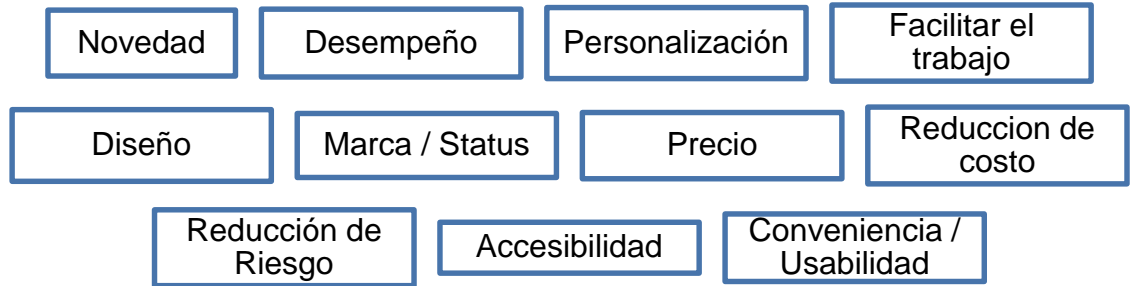 Novedad
Desempeño
Personalización
Facilitar el
trabajo
Diseño
Marca / Status
Precio
Reduccion de
costo
Reducción de
Riesgo
Accesibilidad
Conveniencia /
Usabilidad